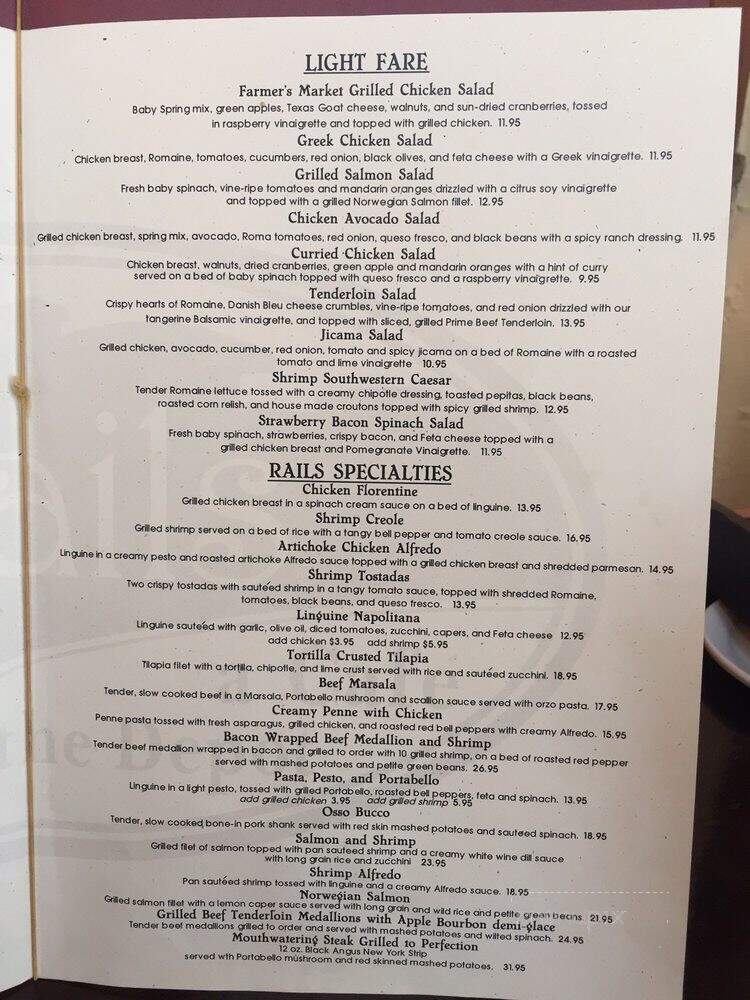 LIGHT FARE
Farmer's Market Grilled Chicken Salad
Baby Spring mix, green apples, Texas Goat cheese, walnuts, and sun-dried cranberries, tossed
in raspberry vinaigrette and topped with grilled chicken. 11.95
Greek Chicken Salad
Chicken breast, Romaine, tomatoes, cucumbers, red onion, black olives, and feta cheese with a Greek vinaigrette. 11.95
Grilled Salmon Salad
Fresh baby spinach, vine-ripe tomatoes and mandarin oranges drizzled with a citrus soy vinaigrette
and topped with a grilled Norwegian Salmon fillet. 12.95
Chicken Avocado Salad
Grilled chicken breast, spring mix, avocado, Roma tomatoes, red onion, queso fresco, and black beans with a spicy ranch dressing. 11.95
Curried Chicken Salad
Chicken breast, walnuts, dried cranberries, green apple and mandarin oranges with a hint of curry
served on a bed of baby spinach topped with queso fresco and a raspberry vinaigrette. 9.95
Tenderloin Salad
Crispy hearts of Romaine, Danish Bleu cheese crumbles, vine-ripe tomatoes, and red onion drizzled with our
tangerine Balsamic vinaigrette, and topped with sliced, grilled Prime Beef Tenderloin. 13.95
Jicama Salad
Grilled chicken, avocado, cucumber, red onion, tomato and spicy jicama on a bed of Romaine with a roasted
tomato and lime vinaigrette 10.95
Shrimp Southwestern Caesar
Tender Romaine lettuce tossed with a creamy chipotle dressing, toasted pepitas, black beans,
roasted corn relish, and house made croutons topped with spicy grilled shrimp. 12.95
Strawberry Bacon Spinach Salad
Fresh baby spinach, strawberries, crispy bacon, and Feta cheese topped with a
grilled chicken breast and Pomegranate Vinaigrette. 11.95
RAILS SPECIALTIES
Chicken Florentine
Grilled chicken breast in a spinach cream sauce on a bed of linguine. 13.95
Shrimp Creole
Grilled shrimp served on a bed of rice with a tangy bell pepper and tomato creole sauce. 16.95
Artichoke Chicken Alfredo
Linguine in a creamy pesto and roasted artichoke Alfredo sauce topped with a grilled chicken breast and shredded parmesan. 14.95
Shrimp Tostadas
Two crispy tostadas with sautéed shrimp in a tangy tomato sauce, topped with shredded Romaine,
tomatoes, black beans, and queso fresco. 13.95
Linguine Napolitana
Linguine sautéed with garlic, olive oil, diced tomatoes, zucchini, capers, and Feta cheese 12.95
add chicken $3.95 add shrimp $5.95
Tortilla Crusted Tilapia
Tilapia filet with a tortilla, chipotle, and lime crust served with rice and sautéed zucchini. 18.95
Beef Marsala
Tender, slow cooked beef in a Marsala, Portabello mushroom and scallion sauce served with orzo pasta. 17.95
Creamy Penne with Chicken
Penne pasta tossed with fresh asparagus, grilled chicken, and roasted red bell peppers with creamy Alfredo. 15.95
Bacon Wrapped Beef Medallion and Shrimp
Tender beef medallion wrapped in bacon and grilled to order with 10 grilled shrimp, on a bed of roasted red pepper
served with mashed potatoes and petite green beans. 26.95
Pasta, Pesto, and Portabello
Linguine in a light pesto, tossed with grilled Portabello, roasted bell peppers, feta and spinach. 13.95
add grilled chicken 3.95 add grilled shrimp 5.95
Osso Bucco
Tender, slow cooked bone-in pork shank served with red skin mashed potatoes and sauteed spinach. 18.95
Salmon and Shrimp
Grilled filet of salmon topped with pan sauteed shrimp and a creamy white wine dill sauce
with long grain rice and zucchini 23.95
Shrimp Alfredo
Pan sautéed shrimp tossed with linguine and a creamy Alfredo sauce. 18.95
Norwegian Salmon
Grilled salmon fillet with a lemon caper sauce served with long grain and wild rice and petite green beans. 21.95
Grilled Beef Tenderloin Medallions with Apple Bourbon demi-glace
Tender beef medallions grilled to order and served with mashed potatoes and wilted spinach. 24.95
Mouthwatering Steak Grilled to Perfection
12 oz. Black Angus New York Strip
served wth Portabello mushroom and red skinned mashed potatoes. 31.95